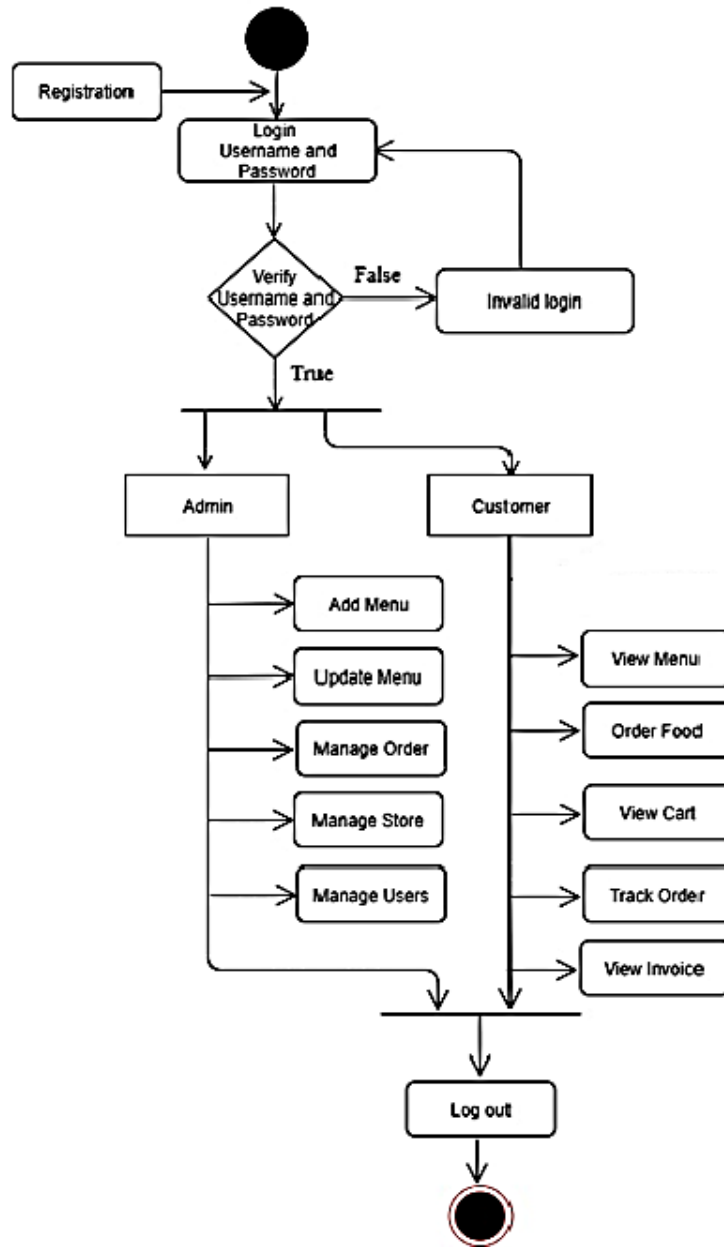 Registration
Login
Username and
Password
Verify
Username and
Password
False
Invalid login
True
Admin
Customer
Add Menu
Update Menu
Manage Order
Manage Store
Manage Users
View Menu
Order Food
View Cart
Track Order
View Invoice
Log out